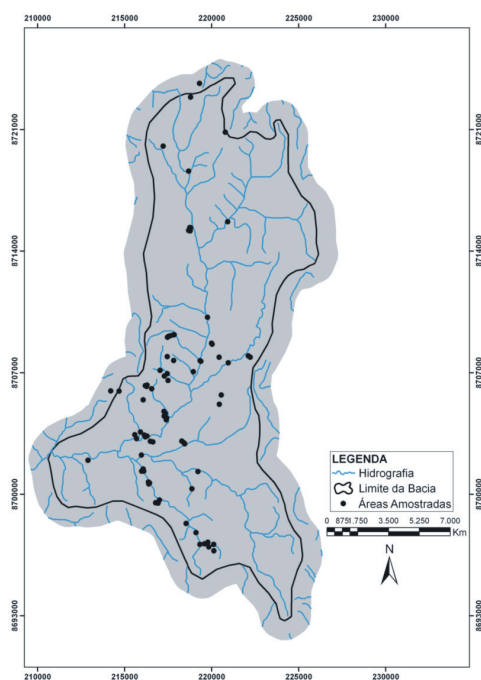 210000 215000 220000 225000 230000
8721000 8721000
8714000 8714000
8707000 8707000
8700000 8700000
8693000 8693000
LEGENDA
Hidrografia
Limite da Bacia
Áreas Amostradas
0 875 1.750 3.500 5.250 7.000
Km
N
210000 215000 220000 225000 230000